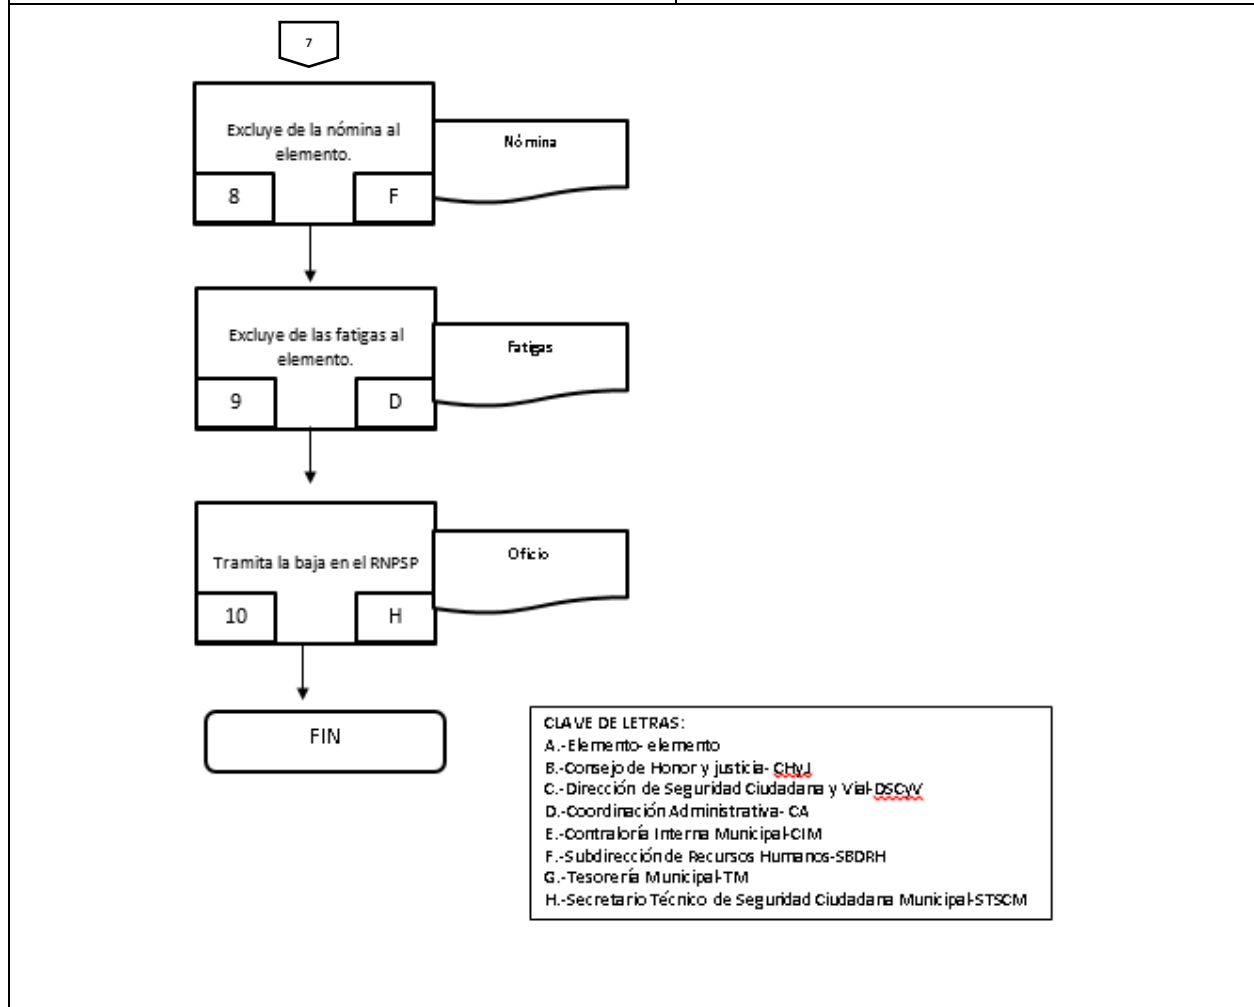 7
Excluye de la nómina al
elemento.
Nómina
8
F
Excluye de las fatigas al
elemento.
Fatigas
9
D
Tramita la baja en el RNPSP
Oficio
10
H
FIN
CLAVE DE LETRAS:
A.-Elemento- elemento
B.-Consejo de Honor y justicia- CHyJ
C.-Dirección de Seguridad Ciudadana y Vial-DSCyV
D.-Coordinación Administrativa- CA
E.-Contraloría Interna Municipal-CIM
F.-Subdirección de Recursos Humanos-SBDRH
G.-Tesorería Municipal-TM
H.-Secretario Técnico de Seguridad Ciudadana Municipal-STSCM